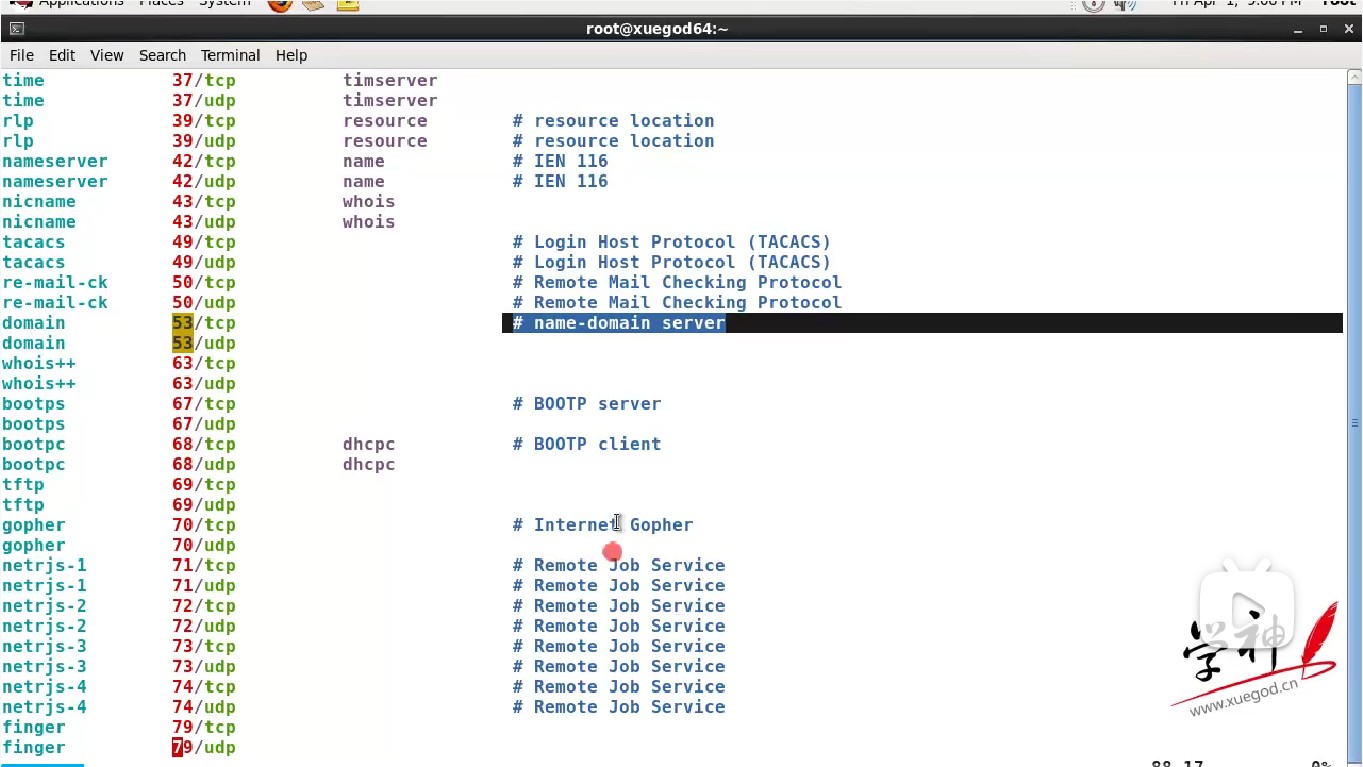 Applications Places System Fri Apr 1, 9:06 PM root
root@xuegod64:~
File Edit View Search Terminal Help
time 37/tcp timserver
time 37/udp timserver
rlp 39/tcp resource # resource location
rlp 39/udp resource # resource location
nameserver 42/tcp name # IEN 116
nameserver 42/udp name # IEN 116
nicname 43/tcp whois
nicname 43/udp whois
tacacs 49/tcp # Login Host Protocol (TACACS)
tacacs 49/udp # Login Host Protocol (TACACS)
re-mail-ck 50/tcp # Remote Mail Checking Protocol
re-mail-ck 50/udp # Remote Mail Checking Protocol
domain 53/tcp # name-domain server
domain 53/udp
whois++ 63/tcp
whois++ 63/udp
bootps 67/tcp # BOOTP server
bootps 67/udp
bootpc 68/tcp dhcpc # BOOTP client
bootpc 68/udp dhcpc
tftp 69/tcp
tftp 69/udp
gopher 70/tcp # Internet Gopher
gopher 70/udp
netrjs-1 71/tcp # Remote Job Service
netrjs-1 71/udp # Remote Job Service
netrjs-2 72/tcp # Remote Job Service
netrjs-2 72/udp # Remote Job Service
netrjs-3 73/tcp # Remote Job Service
netrjs-3 73/udp # Remote Job Service
netrjs-4 74/tcp # Remote Job Service
netrjs-4 74/udp # Remote Job Service
finger 79/tcp
finger 79/udp
88,17 0%
学神
www.xuegod.cn